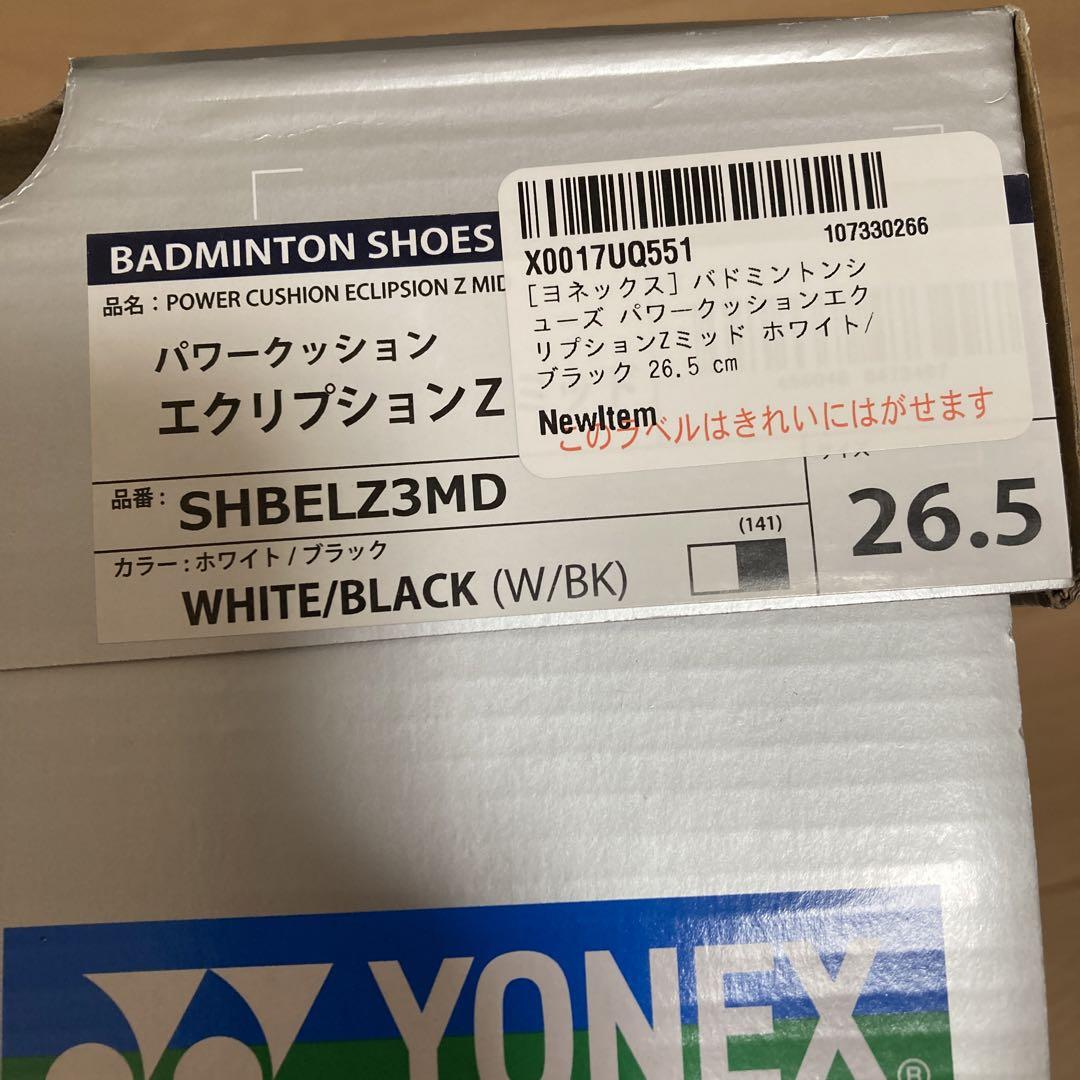 BADMINTON SHOES
品名：POWER CUSHION ECLIPSION Z MID
パワークッション
エクリプションZ
品番：SHBELZ3MD
カラー：ホワイト / ブラック
WHITE/BLACK (W/BK)
(141)
サイズ
26.5
X0017UQ551
107330266
[ヨネックス] バドミントンシ
ューズ パワークッションエク
リプションZミッド ホワイト/
ブラック 26.5 cm
NewItem
このラベルはきれいにはがせます
YONEX
®